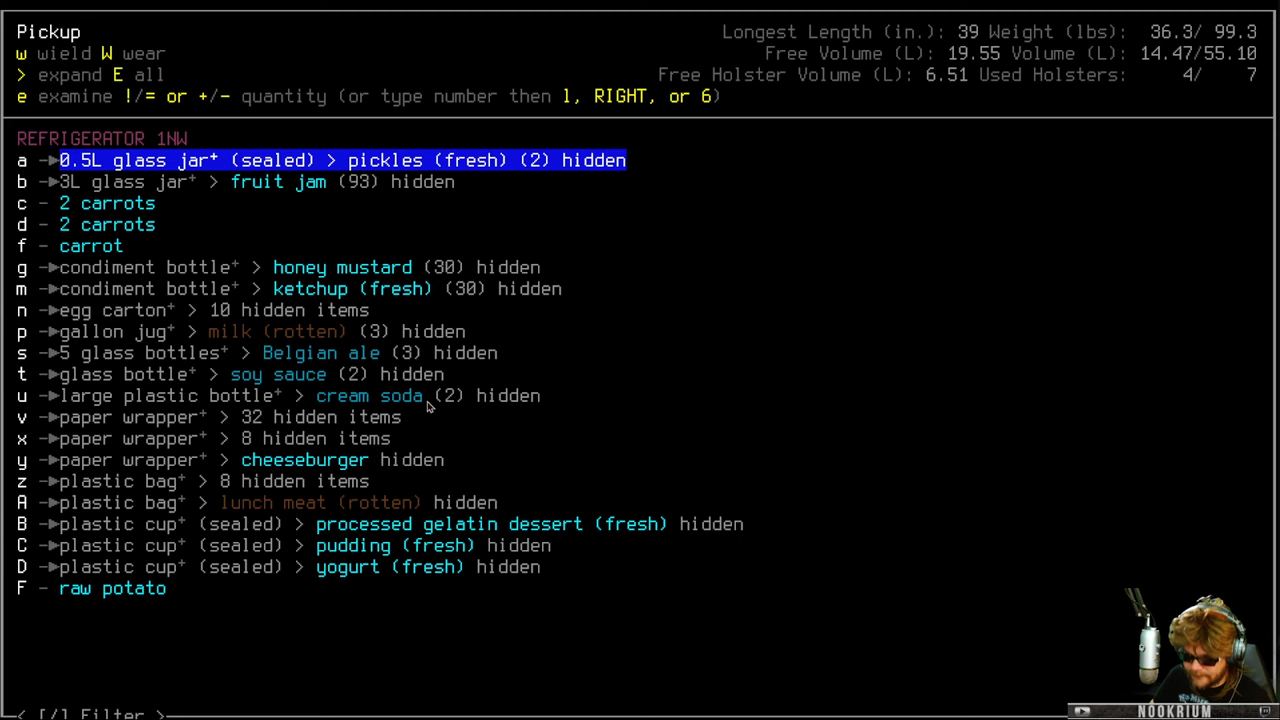 Pickup
Longest Length (in.): 39 Weight (lbs): 36.3/ 99.3
w wield W wear
Free Volume (L): 19.55 Volume (L): 14.47/55.10
> expand E all
Free Holster Volume (L): 6.51 Used Holsters: 4/ 7
e examine !/= or +/- quantity (or type number then l, RIGHT, or 6)
REFRIGERATOR 1NW
a -►0.5L glass jar⁺ (sealed) > pickles (fresh) (2) hidden
b -►3L glass jar⁺ > fruit jam (93) hidden
c - 2 carrots
d - 2 carrots
f - carrot
g -►condiment bottle⁺ > honey mustard (30) hidden
m -►condiment bottle⁺ > ketchup (fresh) (30) hidden
n -►egg carton⁺ > 10 hidden items
p -►gallon jug⁺ > milk (rotten) (3) hidden
s -►5 glass bottles⁺ > Belgian ale (3) hidden
t -►glass bottle⁺ > soy sauce (2) hidden
u -►large plastic bottle⁺ > cream soda (2) hidden
v -►paper wrapper⁺ > 32 hidden items
x -►paper wrapper⁺ > 8 hidden items
y -►paper wrapper⁺ > cheeseburger hidden
z -►plastic bag⁺ > 8 hidden items
A -►plastic bag⁺ > lunch meat (rotten) hidden
B -►plastic cup⁺ (sealed) > processed gelatin dessert (fresh) hidden
C -►plastic cup⁺ (sealed) > pudding (fresh) hidden
D -►plastic cup⁺ (sealed) > yogurt (fresh) hidden
F - raw potato
< [/] Filter >
NOOKRIUM